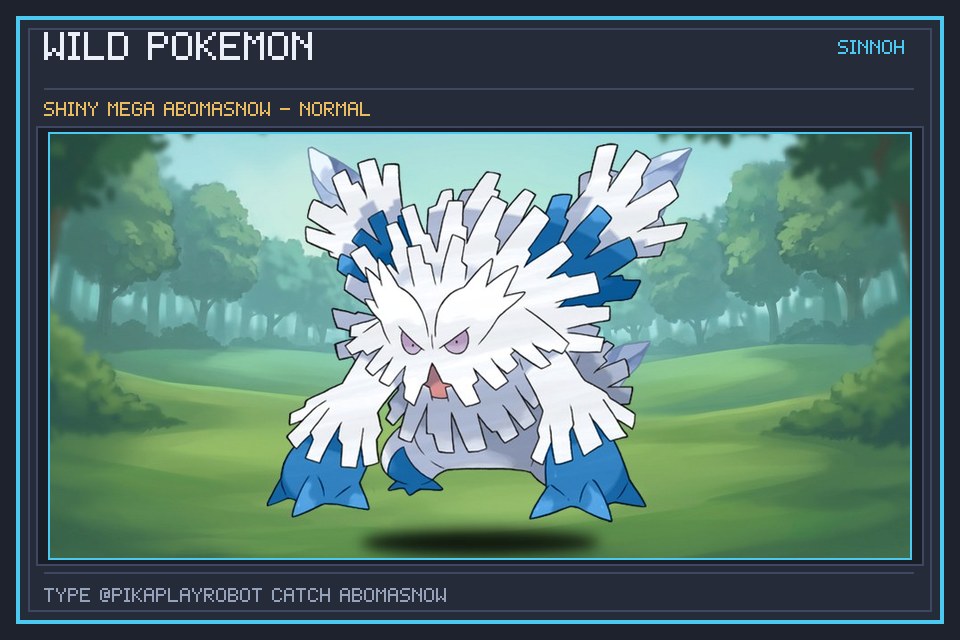 WILD POKEMON
SINNOH
SHINY MEGA ABOMASNOW - NORMAL
TYPE @PIKAPLAYROBOT CATCH ABOMASNOW